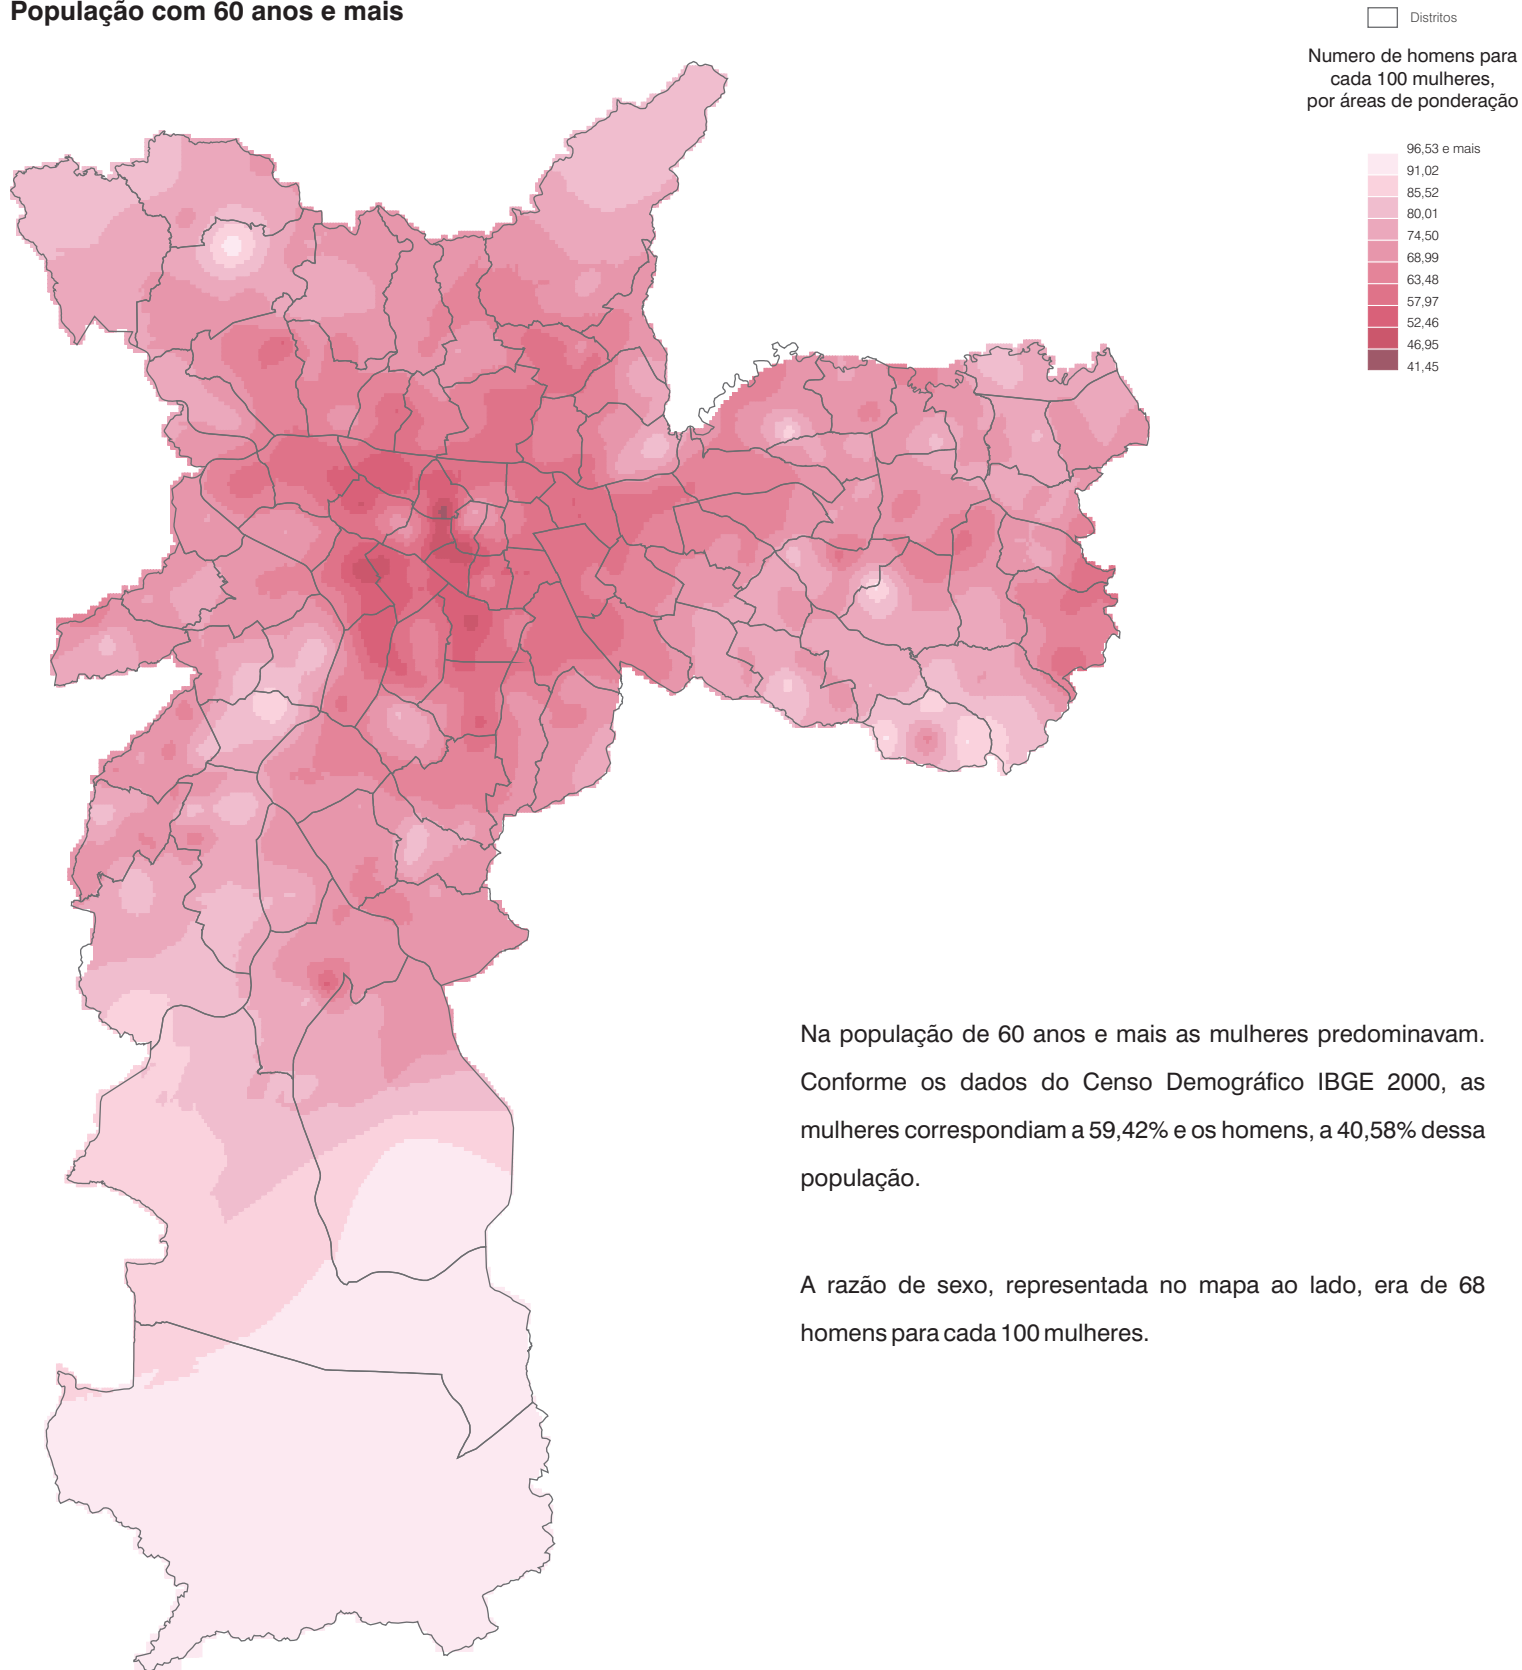 População com 60 anos e mais
Distritos
Numero de homens para
cada 100 mulheres,
por áreas de ponderação
96,53 e mais
91,02
85,52
80,01
74,50
68,99
63,48
57,97
52,46
46,95
41,45
Na população de 60 anos e mais as mulheres predominavam.
Conforme os dados do Censo Demográfico IBGE 2000, as
mulheres correspondiam a 59,42% e os homens, a 40,58% dessa
população.
A razão de sexo, representada no mapa ao lado, era de 68
homens para cada 100 mulheres.